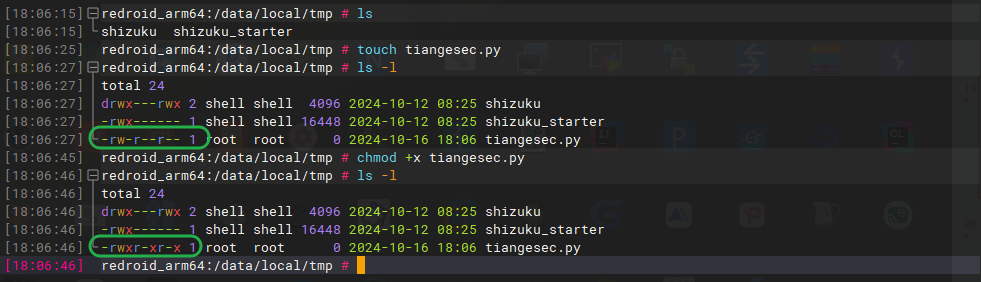 [18:06:15] redroid_arm64:/data/local/tmp # ls
[18:06:15] shizuku  shizuku_starter
[18:06:25] redroid_arm64:/data/local/tmp # touch tiangesec.py
[18:06:27] redroid_arm64:/data/local/tmp # ls -l
[18:06:27] total 24
[18:06:27] drwx---rwx 2 shell shell  4096 2024-10-12 08:25 shizuku
[18:06:27] -rwx------ 1 shell shell 16448 2024-10-12 08:25 shizuku_starter
[18:06:27] -rw-r--r-- 1 root  root      0 2024-10-16 18:06 tiangesec.py
[18:06:45] redroid_arm64:/data/local/tmp # chmod +x tiangesec.py
[18:06:46] redroid_arm64:/data/local/tmp # ls -l
[18:06:46] total 24
[18:06:46] drwx---rwx 2 shell shell  4096 2024-10-12 08:25 shizuku
[18:06:46] -rwx------ 1 shell shell 16448 2024-10-12 08:25 shizuku_starter
[18:06:46] -rwxr-xr-x 1 root  root      0 2024-10-16 18:06 tiangesec.py
[18:06:46] redroid_arm64:/data/local/tmp #